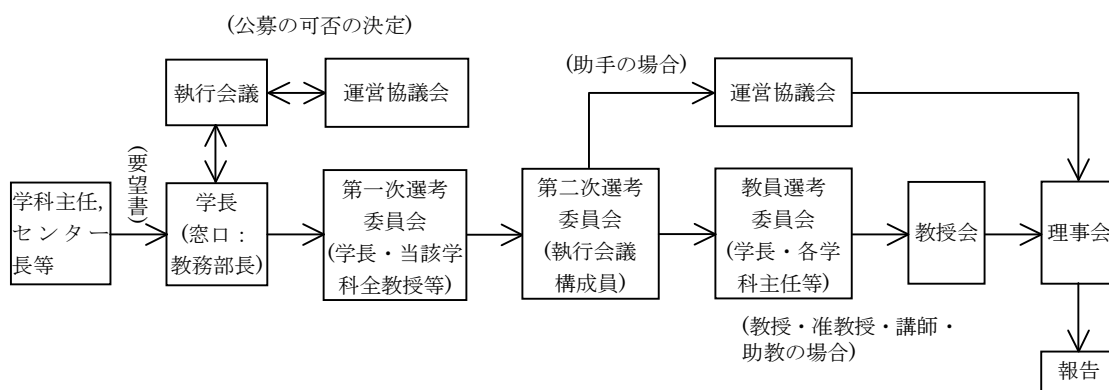 (公募の可否の決定)
執行会議
運営協議会
(助手の場合)
運営協議会
(要望書)
学科主任,
センター
長等
学長
(窓口：
教務部長)
第一次選考
委員会
(学長・当該学
科全教授等)
第二次選考
委員会
(執行会議
構成員)
教員選考
委員会
(学長・各学
科主任等)
教授会
理事会
(教授・准教授・講師・
助教の場合)
報告